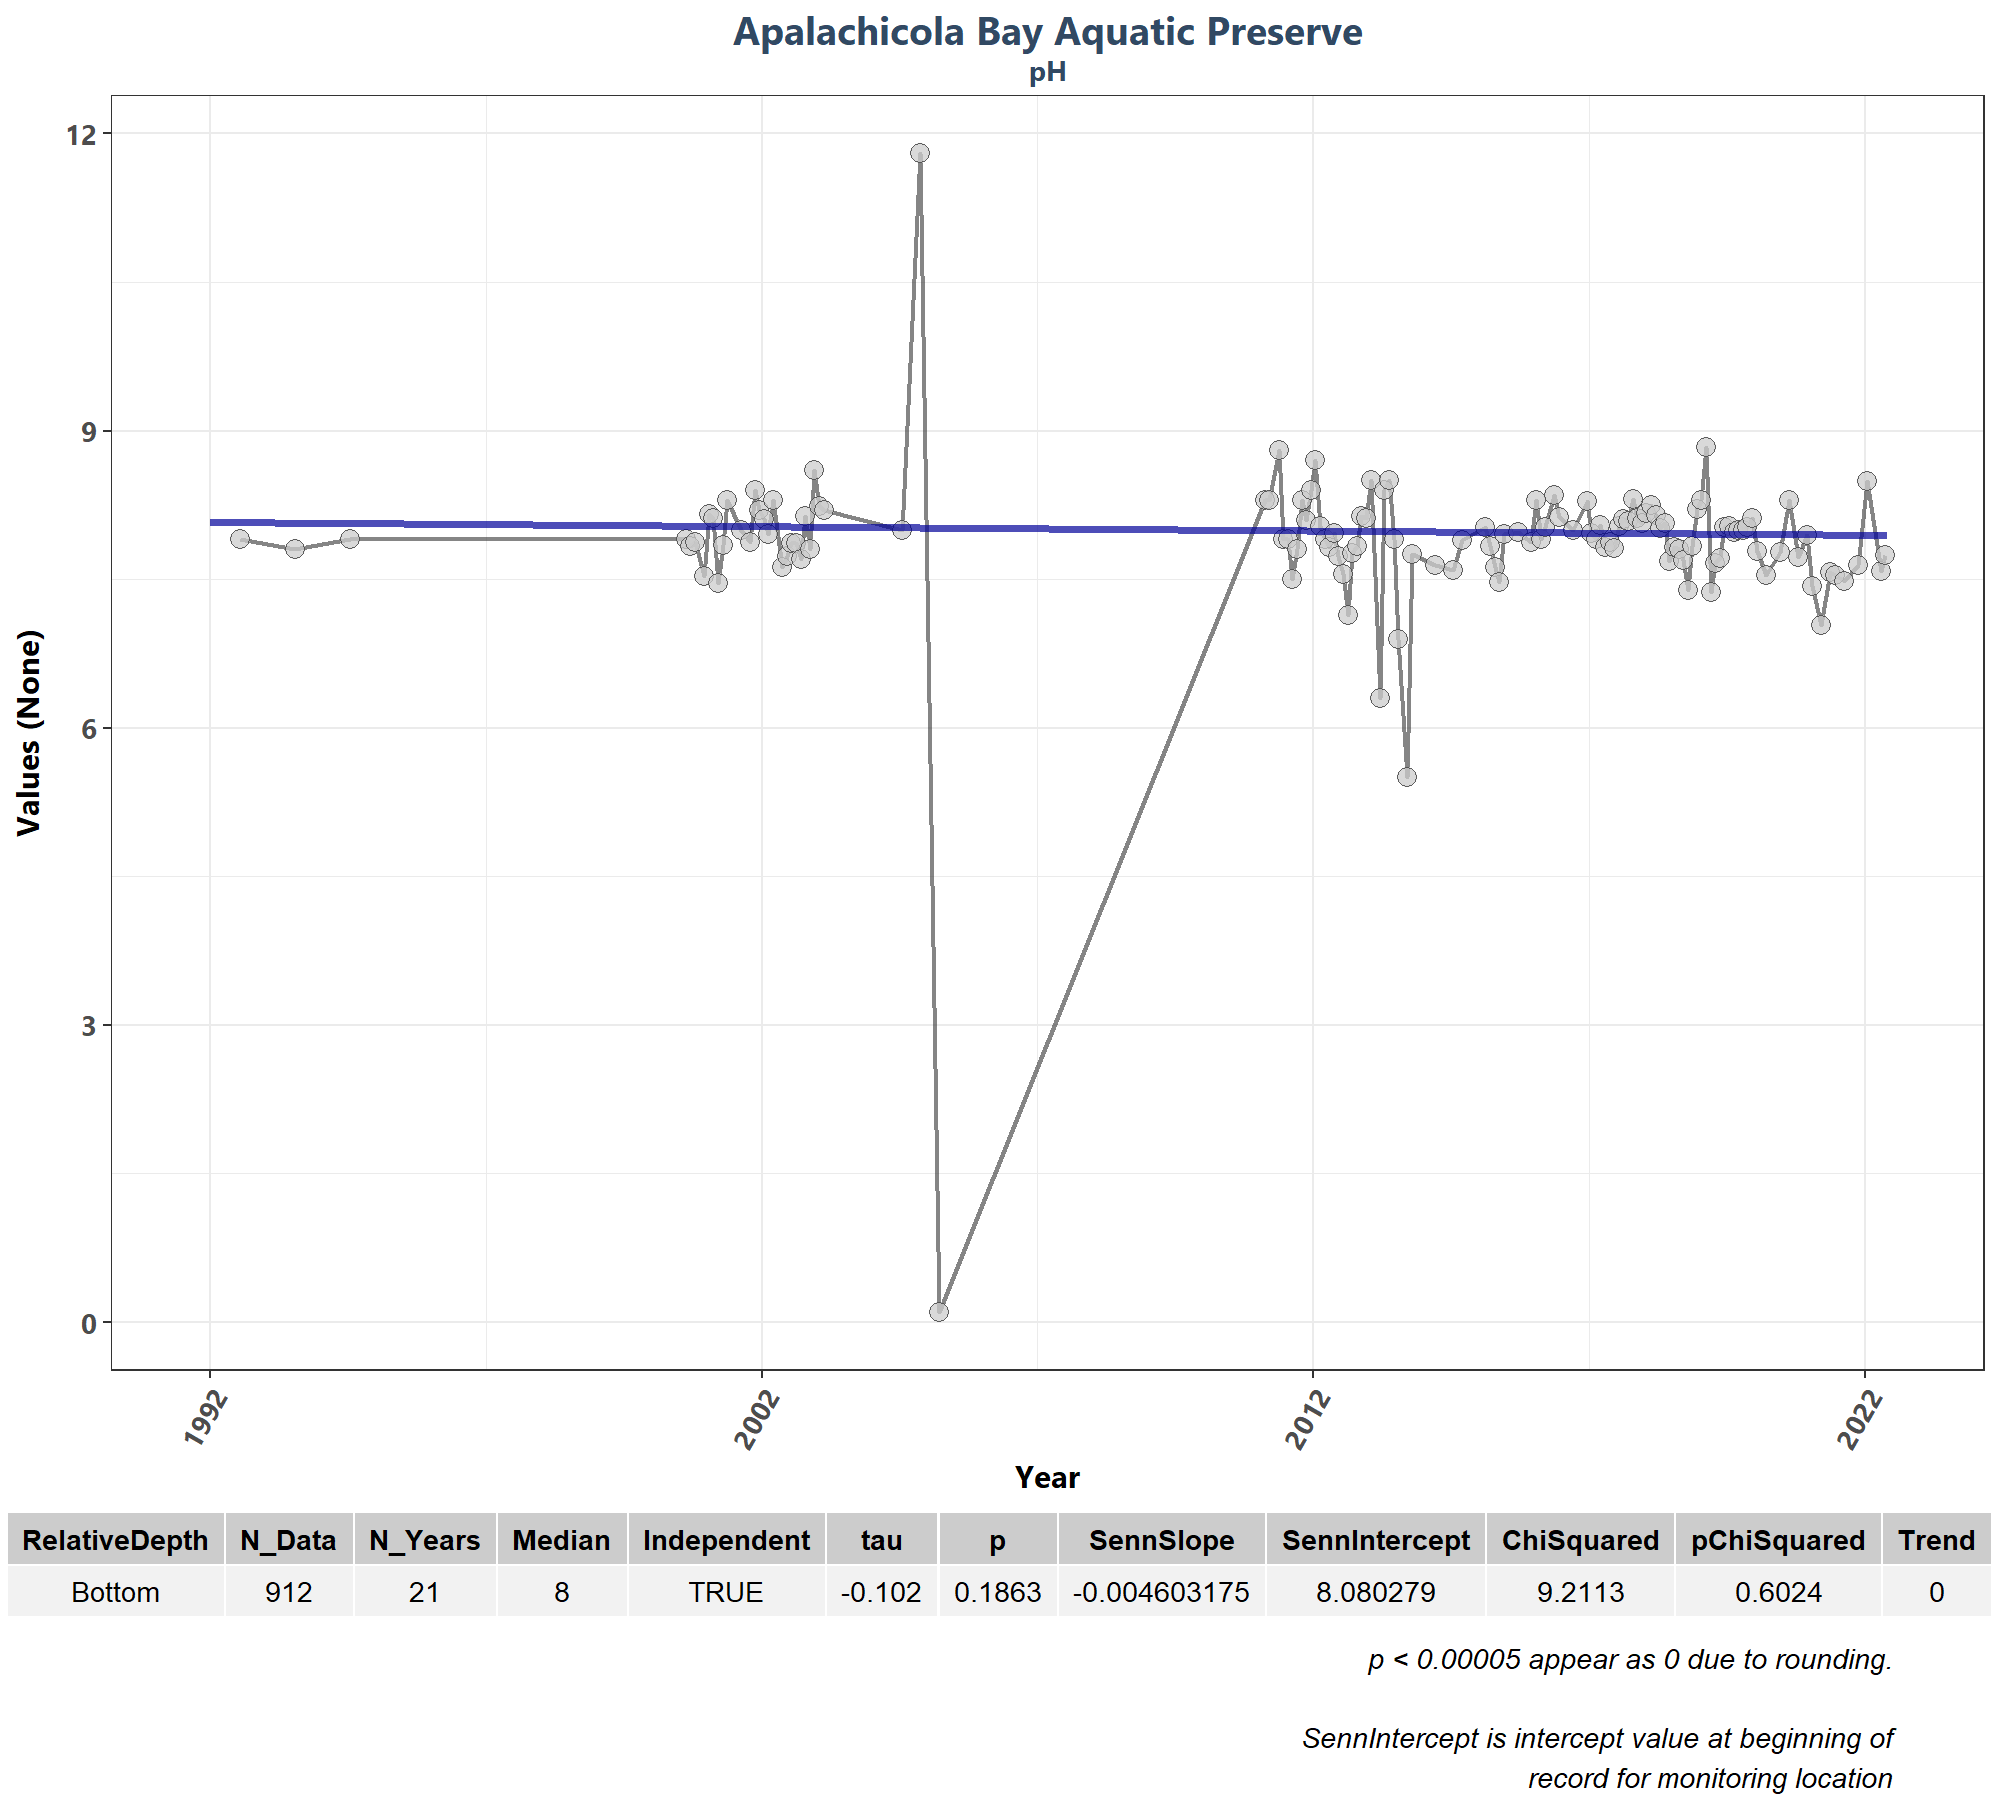 Apalachicola Bay Aquatic Preserve
pH
12
9
6
3
0
Values (None)
1992 2002 2012 2022
Year
RelativeDepth N_Data N_Years Median Independent tau p SennSlope SennIntercept ChiSquared pChiSquared Trend
Bottom 912 21 8 TRUE -0.102 0.1863 -0.004603175 8.080279 9.2113 0.6024 0
p < 0.00005 appear as 0 due to rounding.
SennIntercept is intercept value at beginning of
record for monitoring location